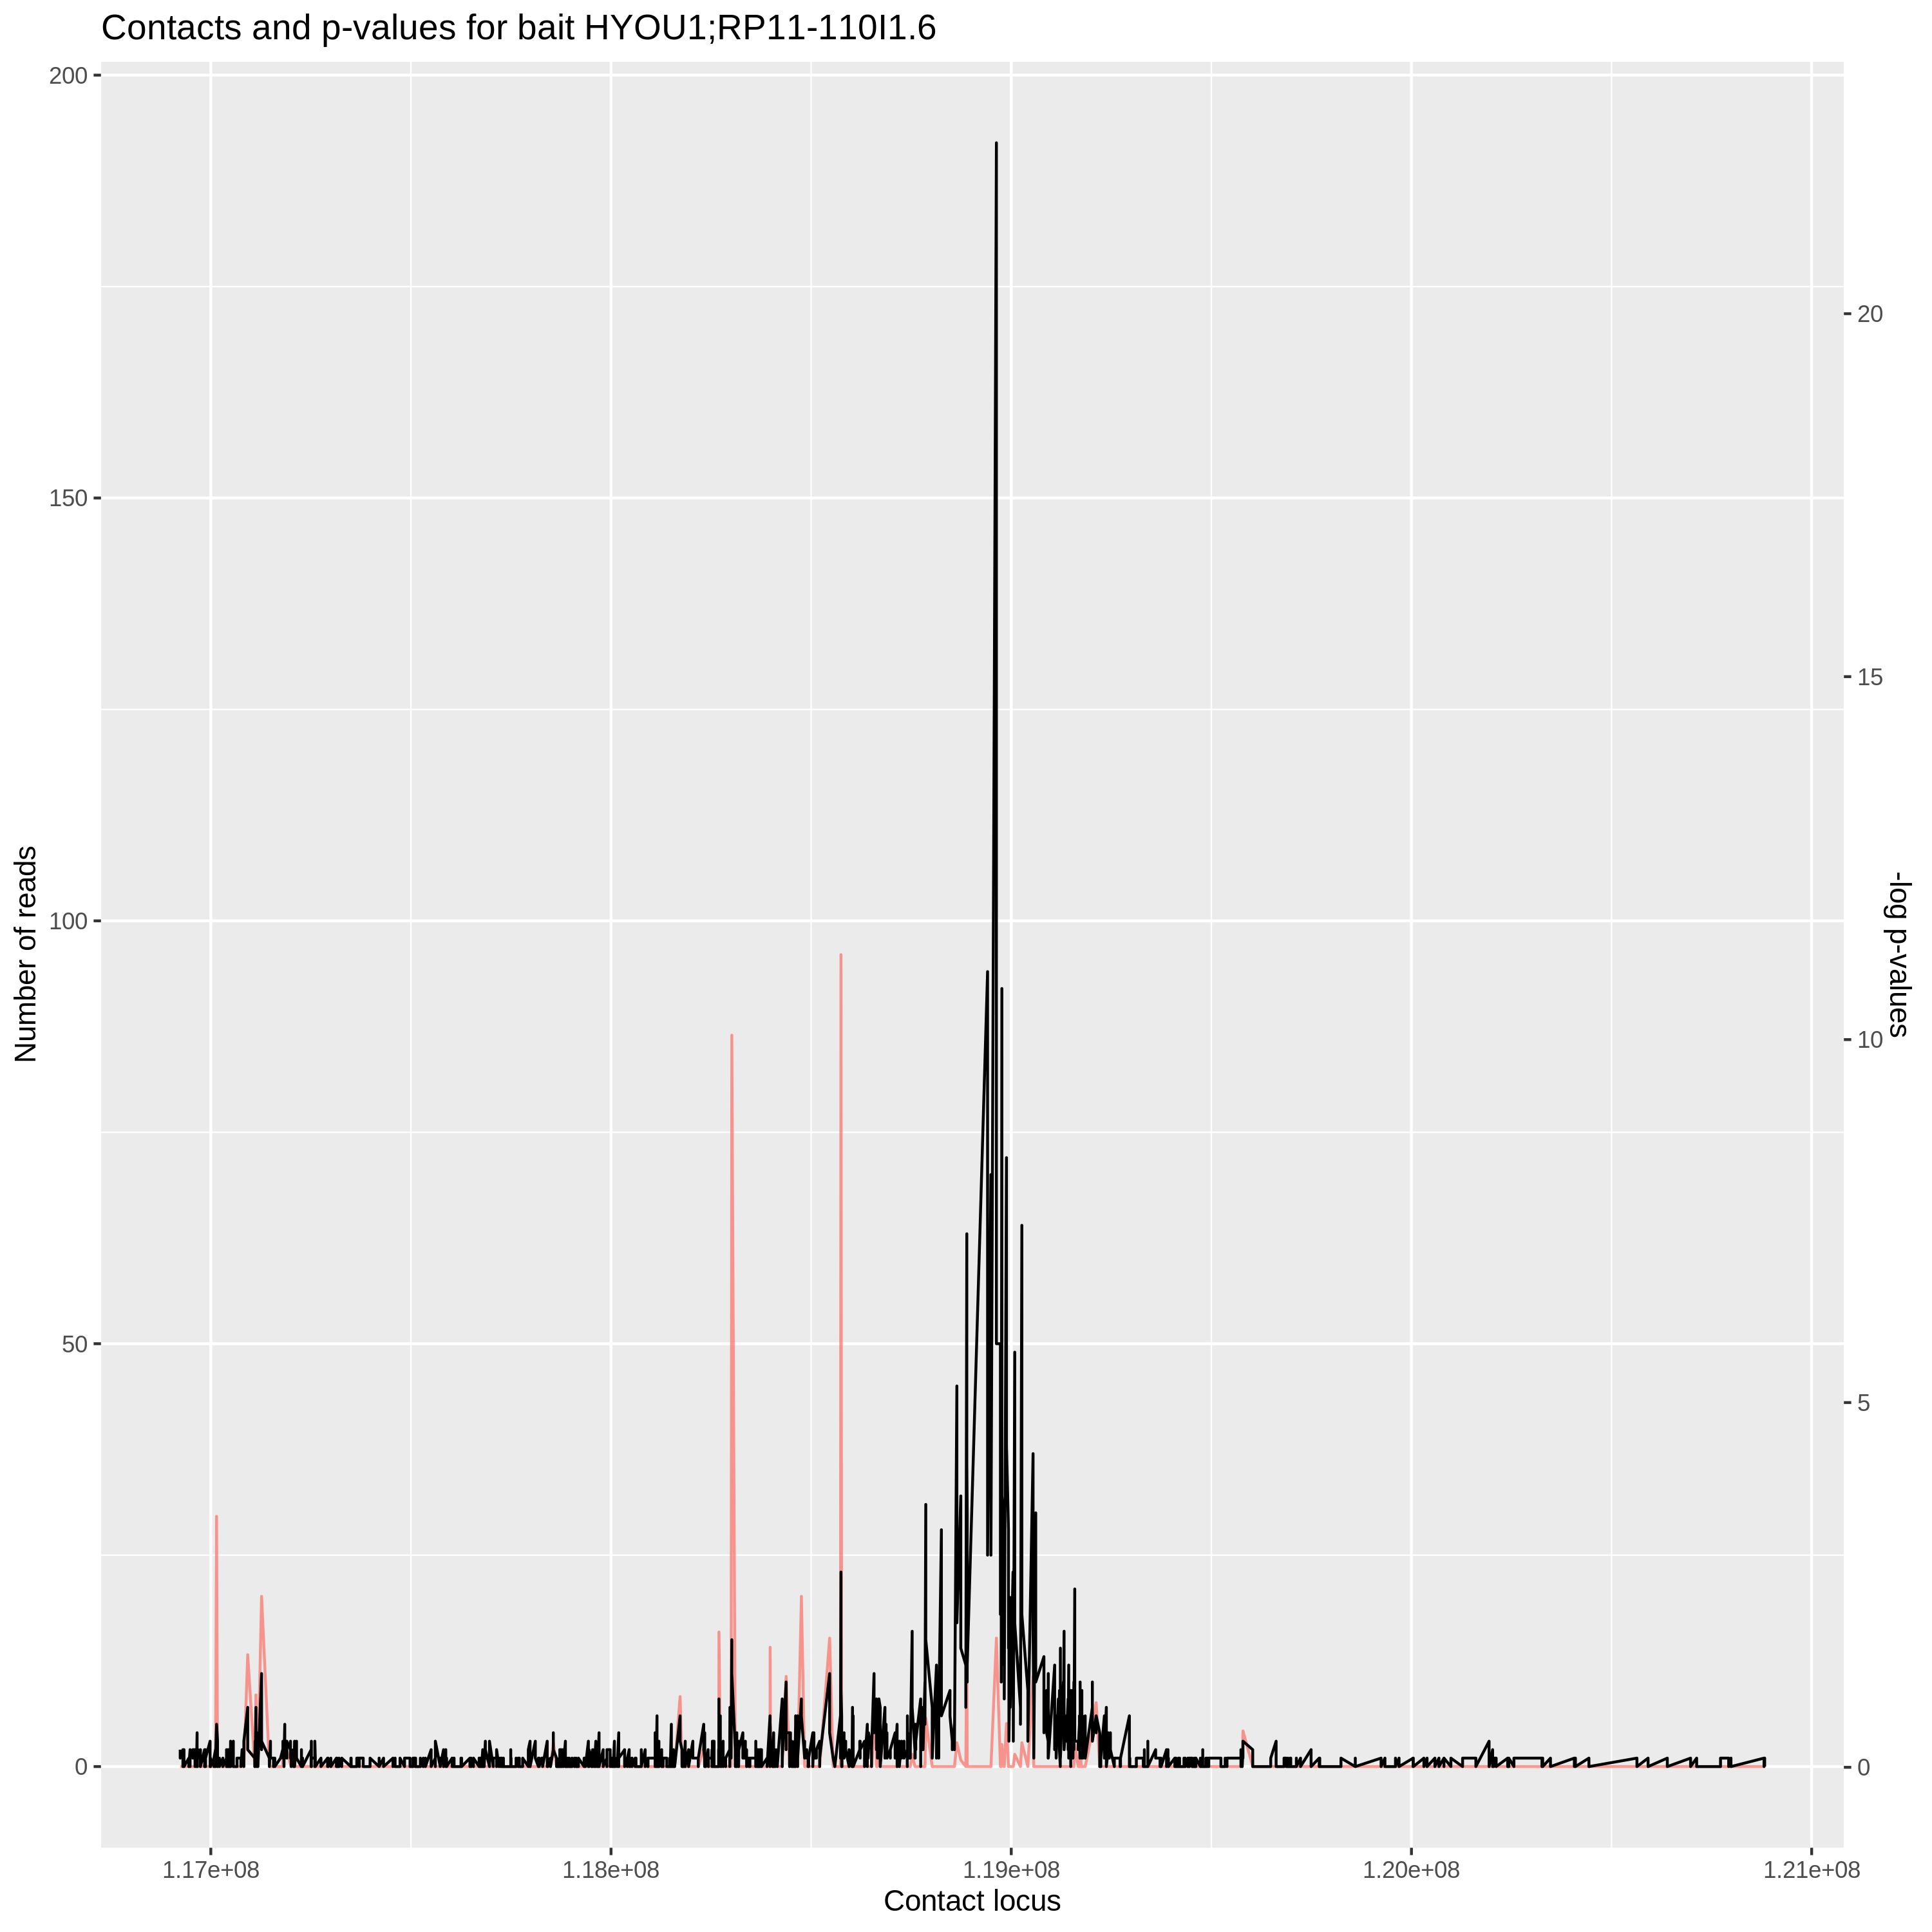 Contacts and p-values for bait HYOU1;RP11-110I1.6
200
150
100
50
0
Number of reads
20
15
10
5
0
-log p-values
1.17e+08
1.18e+08
1.19e+08
1.20e+08
1.21e+08
Contact locus